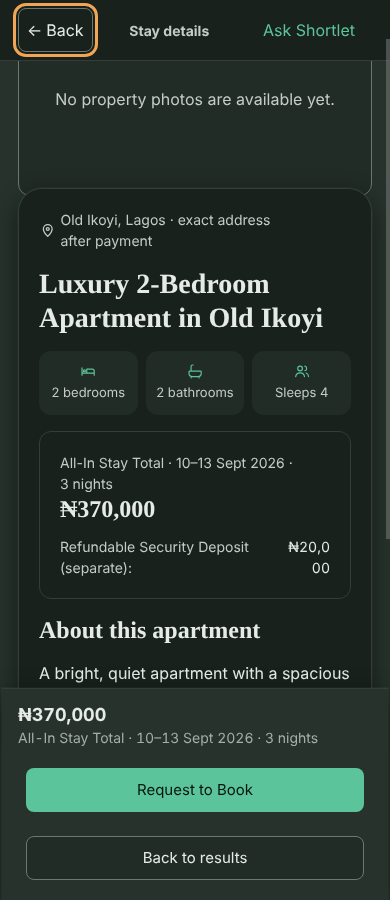 ← Back
Stay details
Ask Shortlet
No property photos are available yet.
Old Ikoyi, Lagos · exact address
after payment
Luxury 2-Bedroom
Apartment in Old Ikoyi
2 bedrooms
2 bathrooms
Sleeps 4
All-In Stay Total · 10–13 Sept 2026 ·
3 nights
₦370,000
Refundable Security Deposit
(separate):
₦20,0
00
About this apartment
A bright, quiet apartment with a spacious
₦370,000
All-In Stay Total · 10–13 Sept 2026 · 3 nights
Request to Book
Back to results